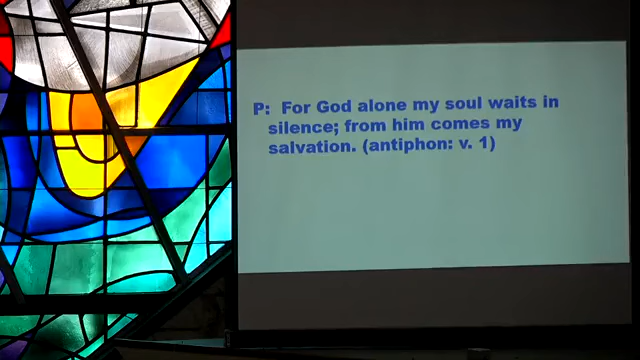 P: For God alone my soul waits in
silence; from him comes my
salvation. (antiphon: v. 1)